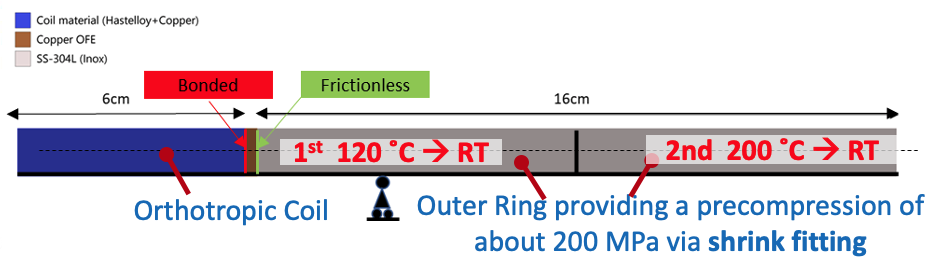 Coil material (Hastelloy+Copper)
Copper OFE
SS-304L (Inox)
Bonded
Frictionless
6cm
16cm
1st 120 ˚C → RT
2nd 200 ˚C → RT
Orthotropic Coil
Outer Ring providing a precompression of
about 200 MPa via shrink fitting